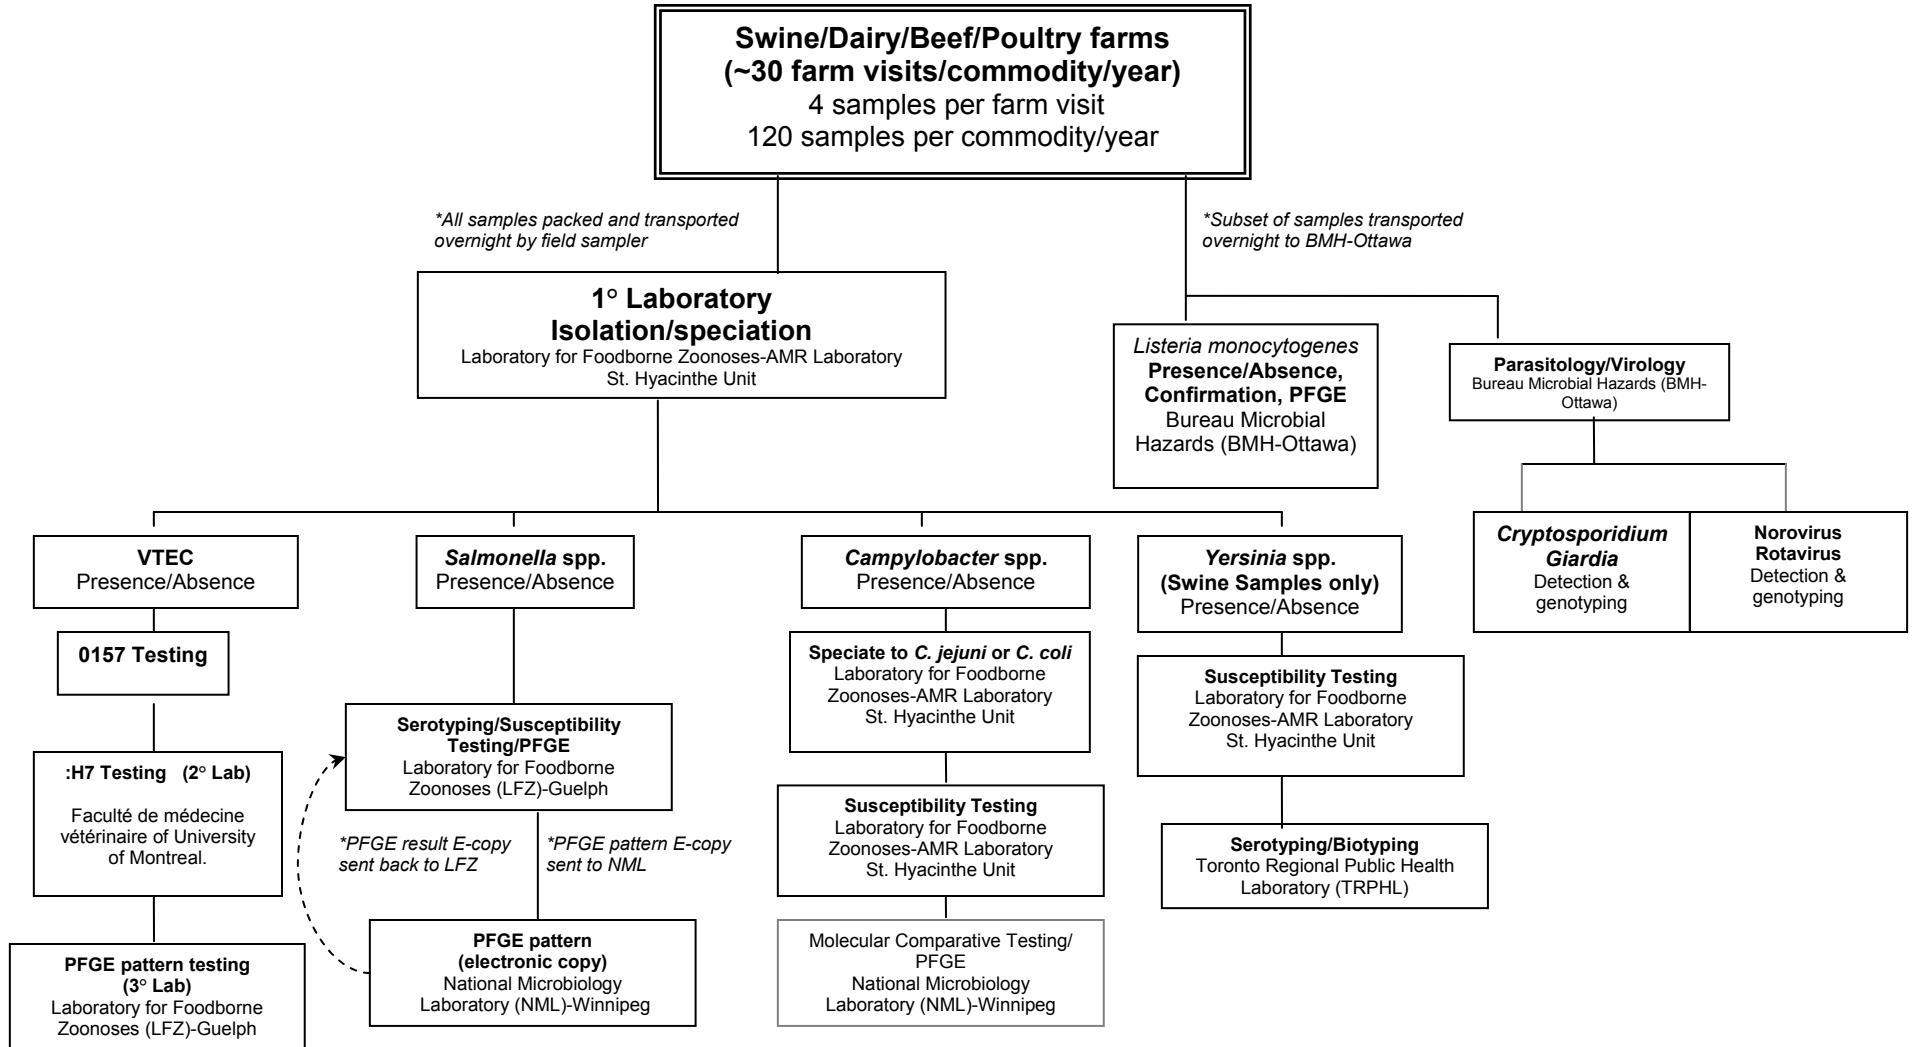 Swine/Dairy/Beef/Poultry farms
(~30 farm visits/commodity/year)
4 samples per farm visit
120 samples per commodity/year
*All samples packed and transported
overnight by field sampler
*Subset of samples transported
overnight to BMH-Ottawa
1° Laboratory
Isolation/speciation
Laboratory for Foodborne Zoonoses-AMR Laboratory
St. Hyacinthe Unit
Listeria monocytogenes
Presence/Absence,
Confirmation, PFGE
Bureau Microbial
Hazards (BMH-Ottawa)
Parasitology/Virology
Bureau Microbial Hazards (BMH-
Ottawa)
Cryptosporidium
Giardia
Detection &
genotyping
Norovirus
Rotavirus
Detection &
genotyping
VTEC
Presence/Absence
0157 Testing
:H7 Testing (2° Lab)
Faculté de médecine
vétérinaire of University
of Montreal.
PFGE pattern testing
(3° Lab)
Laboratory for Foodborne
Zoonoses (LFZ)-Guelph
Salmonella spp.
Presence/Absence
Serotyping/Susceptibility
Testing/PFGE
Laboratory for Foodborne
Zoonoses (LFZ)-Guelph
*PFGE result E-copy
sent back to LFZ
*PFGE pattern E-copy
sent to NML
PFGE pattern
(electronic copy)
National Microbiology
Laboratory (NML)-Winnipeg
Campylobacter spp.
Presence/Absence
Speciate to C. jejuni or C. coli
Laboratory for Foodborne
Zoonoses-AMR Laboratory
St. Hyacinthe Unit
Susceptibility Testing
Laboratory for Foodborne
Zoonoses-AMR Laboratory
St. Hyacinthe Unit
Molecular Comparative Testing/
PFGE
National Microbiology
Laboratory (NML)-Winnipeg
Yersinia spp.
(Swine Samples only)
Presence/Absence
Susceptibility Testing
Laboratory for Foodborne
Zoonoses-AMR Laboratory
St. Hyacinthe Unit
Serotyping/Biotyping
Toronto Regional Public Health
Laboratory (TRPHL)